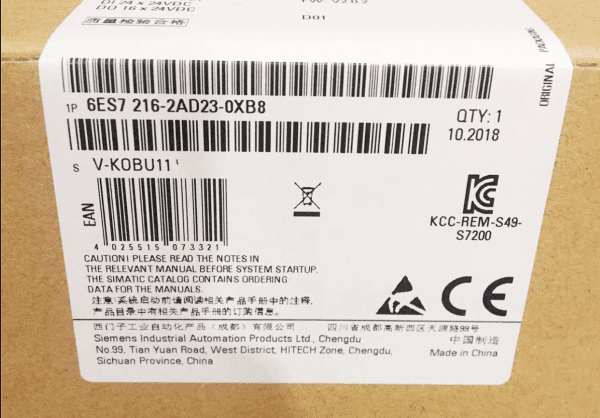 DI 24 x 24VDC
DO 16 x 24VDC
D01
质量检验合格
ORIGINAL PACKAGING
1P 6ES7 216-2AD23-0XB8
QTY: 1
10.2018
S V-KOBU11
EAN
4 025515 073321
KCC-REM-S49-
S7200
CAUTION! PLEASE READ THE NOTES IN
THE RELEVANT MANUAL BEFORE SYSTEM STARTUP.
THE SIMATIC CATALOG CONTAINS ORDERING
DATA FOR THE MANUALS.
注意:系统启动前请阅读相关产品手册中的注释,
产品目录中有相关产品手册的订购信息。
CE
西门子工业自动化产品（成都）有限公司 四川省成都高新西区天源路99号
Siemens Industrial Automation Products Ltd., Chengdu
中国制造
No.99, Tian Yuan Road, West District, HITECH Zone, Chengdu,
Made in China
Sichuan Province, China